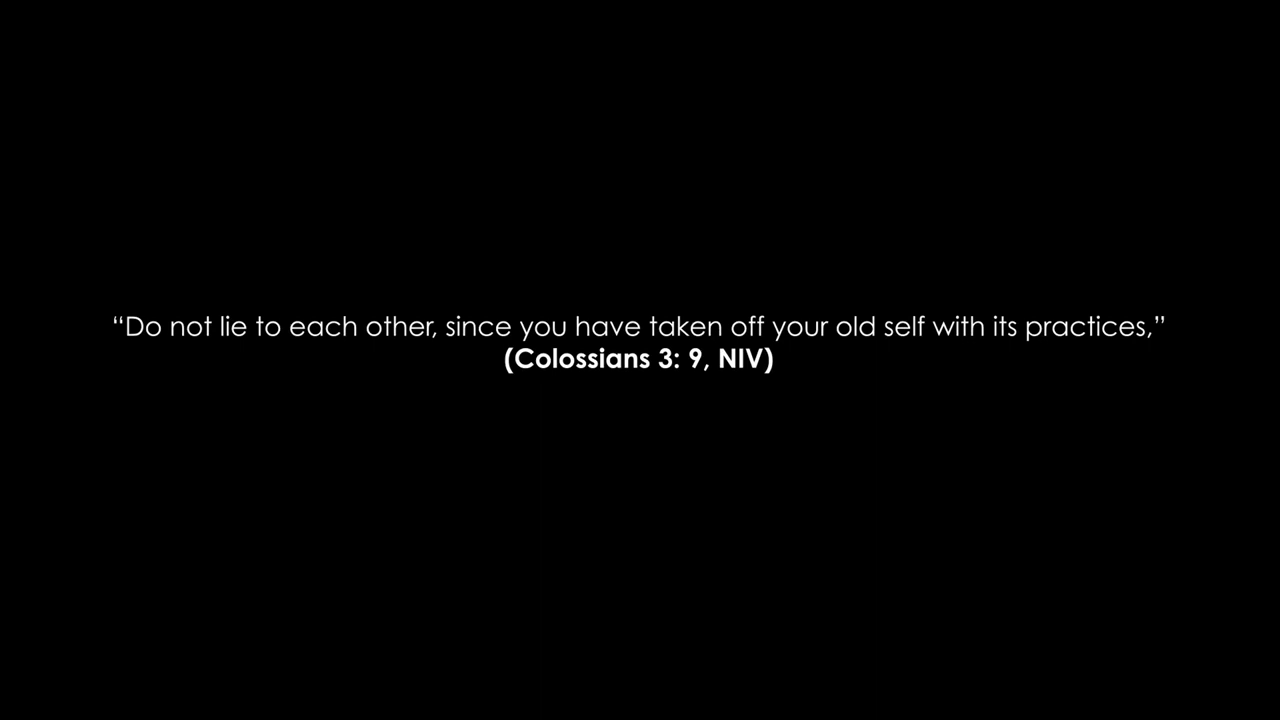 “Do not lie to each other, since you have taken off your old self with its practices,”
(Colossians 3: 9, NIV)